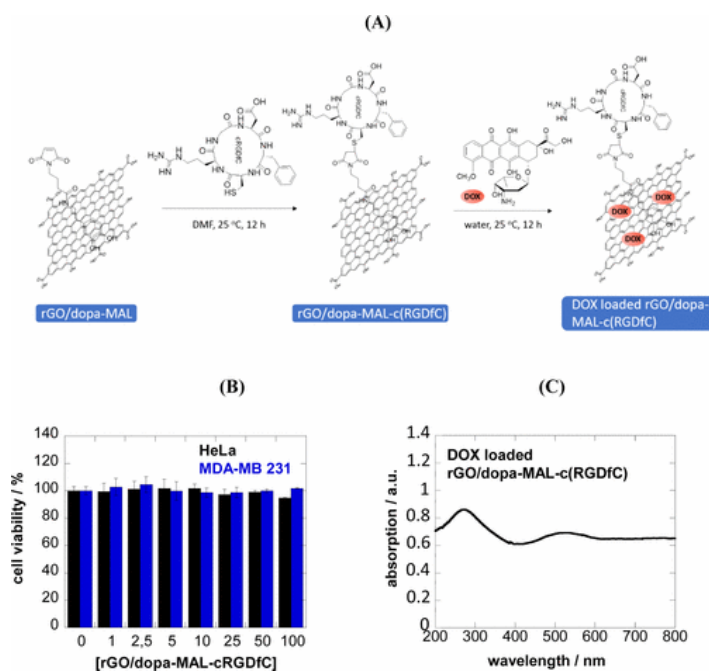 (A)
DMF, 25 °C, 12 h
DOX
water, 25 °C, 12 h
DOX
DOX
DOX
rGO/dopa-MAL
rGO/dopa-MAL-c(RGDfC)
DOX loaded rGO/dopa-
MAL-c(RGDfC)
(B)
140
120
100
80
60
40
20
0
cell viability / %
HeLa
MDA-MB 231
0 1 2,5 5 10 25 50 100
[rGO/dopa-MAL-cRGDfC]
(C)
1.4
1.2
1
0.8
0.6
0.4
0.2
0
absorption / a.u.
DOX loaded
rGO/dopa-MAL-c(RGDfC)
200 300 400 500 600 700 800
wavelength / nm